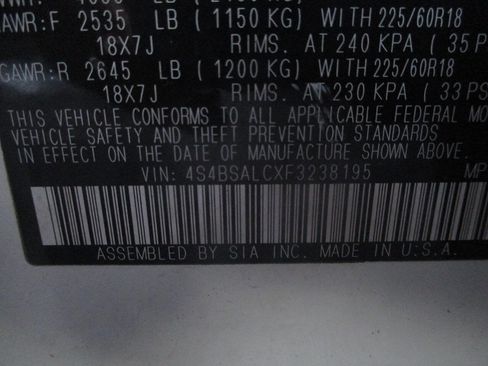 GAWR:F 2535 LB ( 1150 KG) WITH 225/60R18
18X7J RIMS. AT 240 KPA ( 35 P
GAWR:R 2645 LB ( 1200 KG) WITH 225/60R18
18X7J RIMS. AT 230 KPA ( 33 PS
THIS VEHICLE CONFORMS TO ALL APPLICABLE FEDERAL MO
VEHICLE SAFETY AND THEFT PREVENTION STANDARDS
IN EFFECT ON THE DATE OF MANUFACTURE SHOWN ABOVE.
VIN: 4S4BSALCXF3238195 MP
ASSEMBLED BY SIA INC. MADE IN U.S.A.